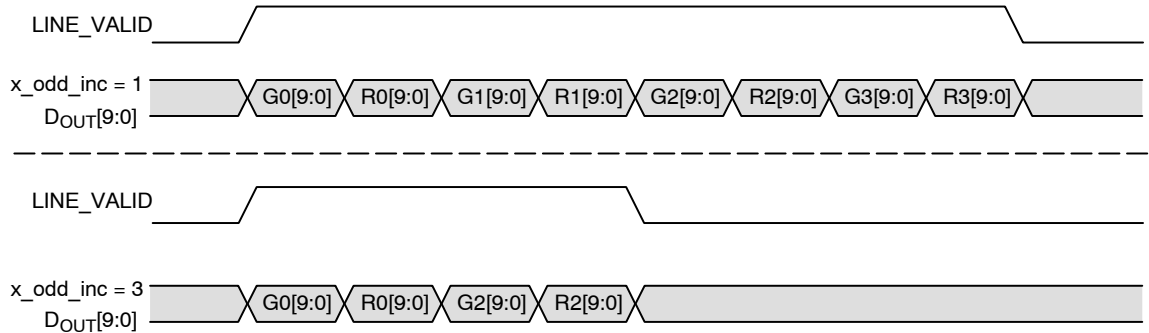 LINE_VALID
x_odd_inc = 1
D_OUT[9:0]
G0[9:0] R0[9:0] G1[9:0] R1[9:0] G2[9:0] R2[9:0] G3[9:0] R3[9:0]
LINE_VALID
x_odd_inc = 3
D_OUT[9:0]
G0[9:0] R0[9:0] G2[9:0] R2[9:0]